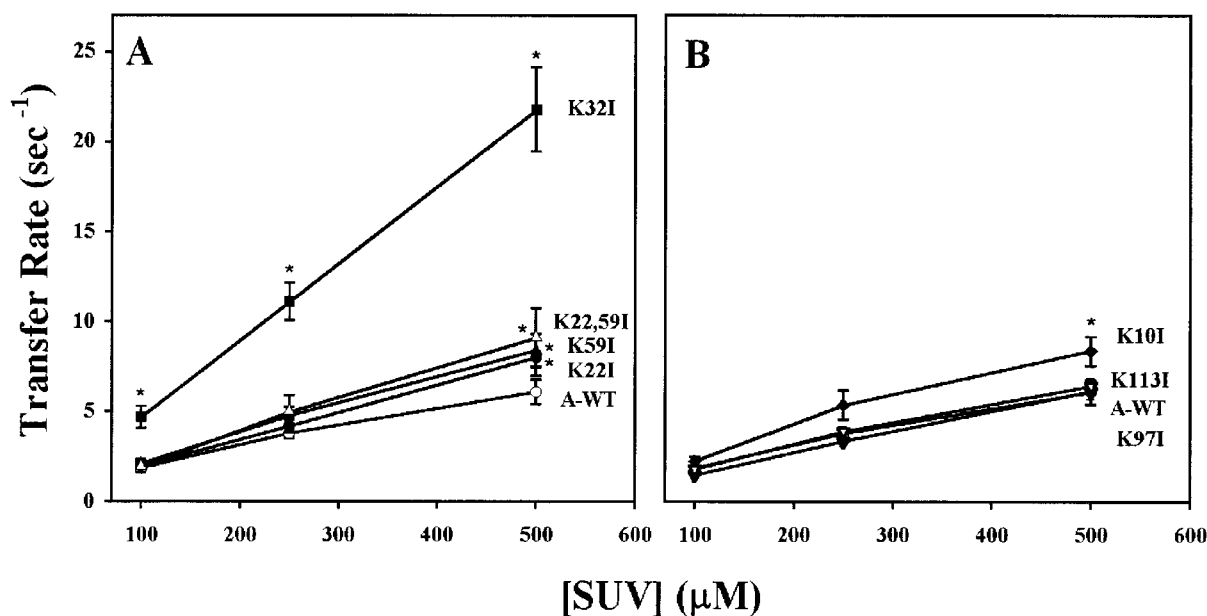 A
B
Transfer Rate (sec⁻¹)
25
20
15
10
5
0
*
*
*
K32I
*
K22,59I
*
K59I
*
K22I
A-WT
*
K10I
K113I
A-WT
K97I
100 200 300 400 500 600
100 200 300 400 500 600
[SUV] (μM)